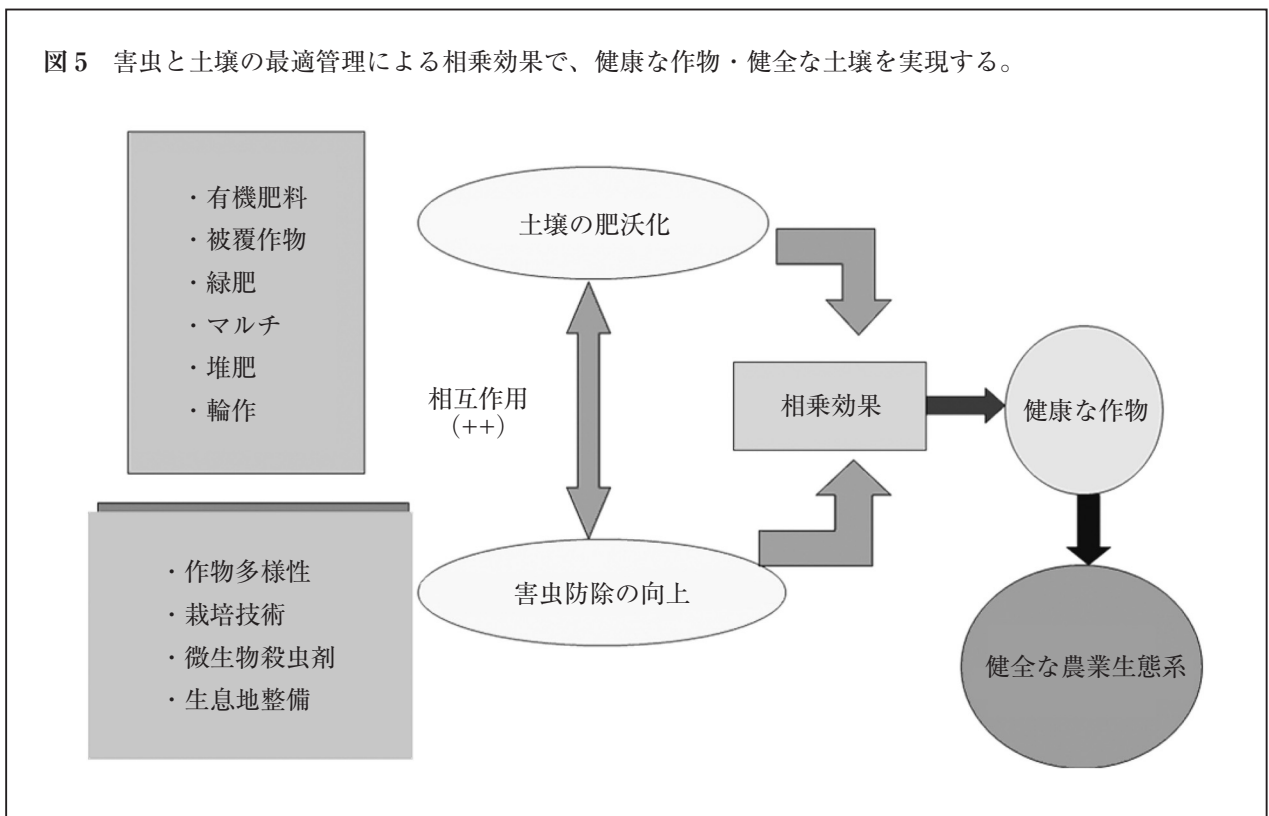 図5 害虫と土壌の最適管理による相乗効果で、健康な作物・健全な土壌を実現する。
・有機肥料
・被覆作物
・緑肥
・マルチ
・堆肥
・輪作
・作物多様性
・栽培技術
・微生物殺虫剤
・生息地整備
土壌の肥沃化
相互作用
(++)
害虫防除の向上
相乗効果
健康な作物
健全な農業生態系